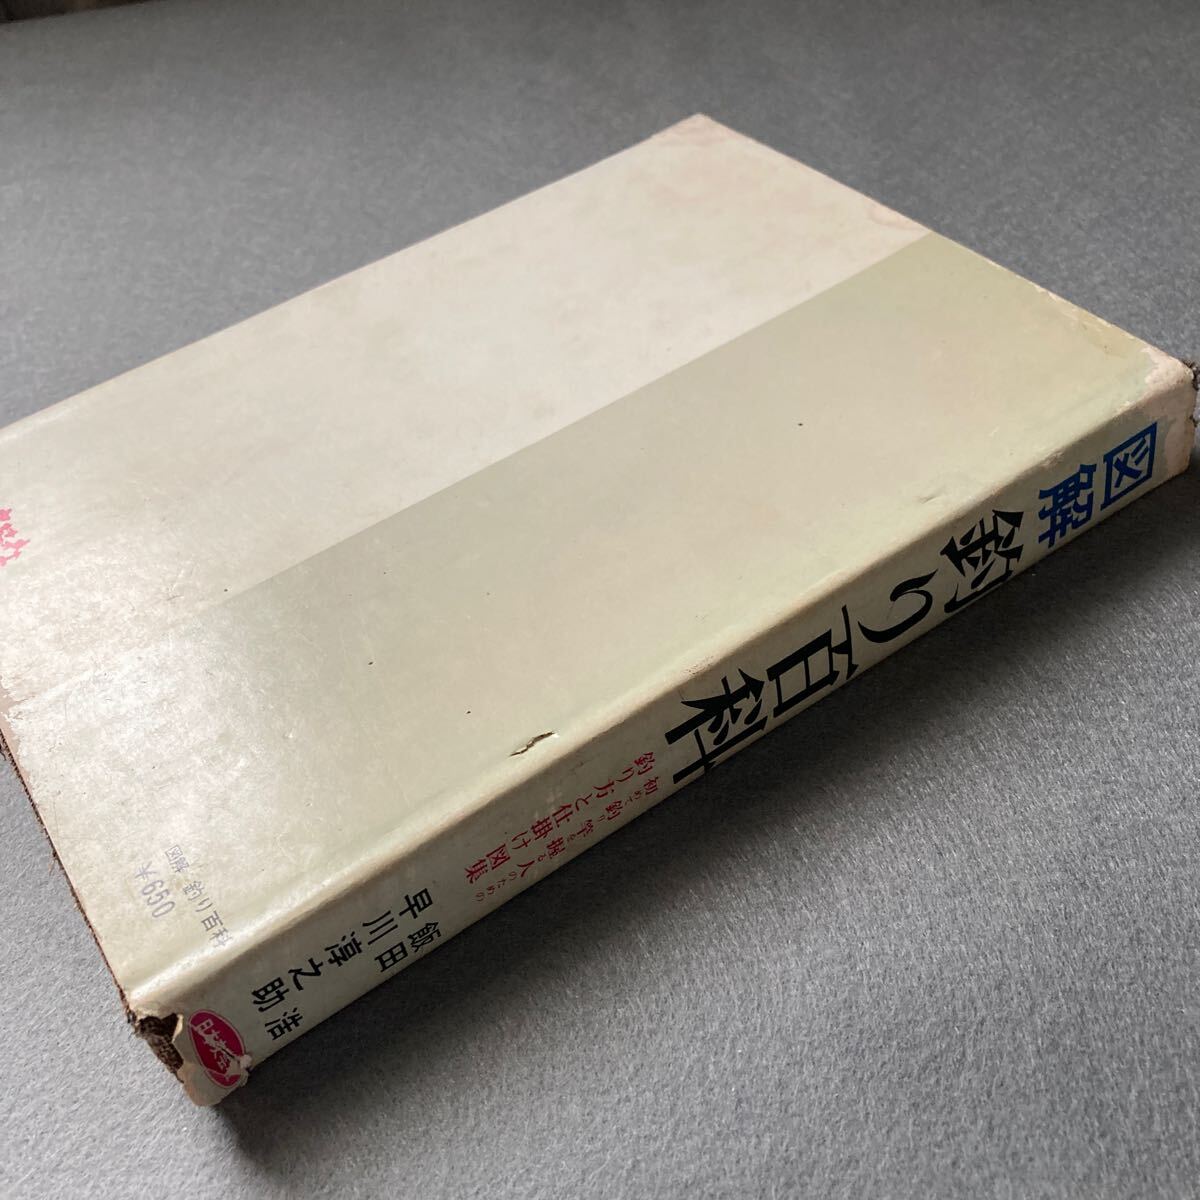 図解 釣り百科
初めて釣り竿を握る人のための
釣り方と仕掛け図集
飯田 浩
早川淳之助
図解 釣り百科
¥650